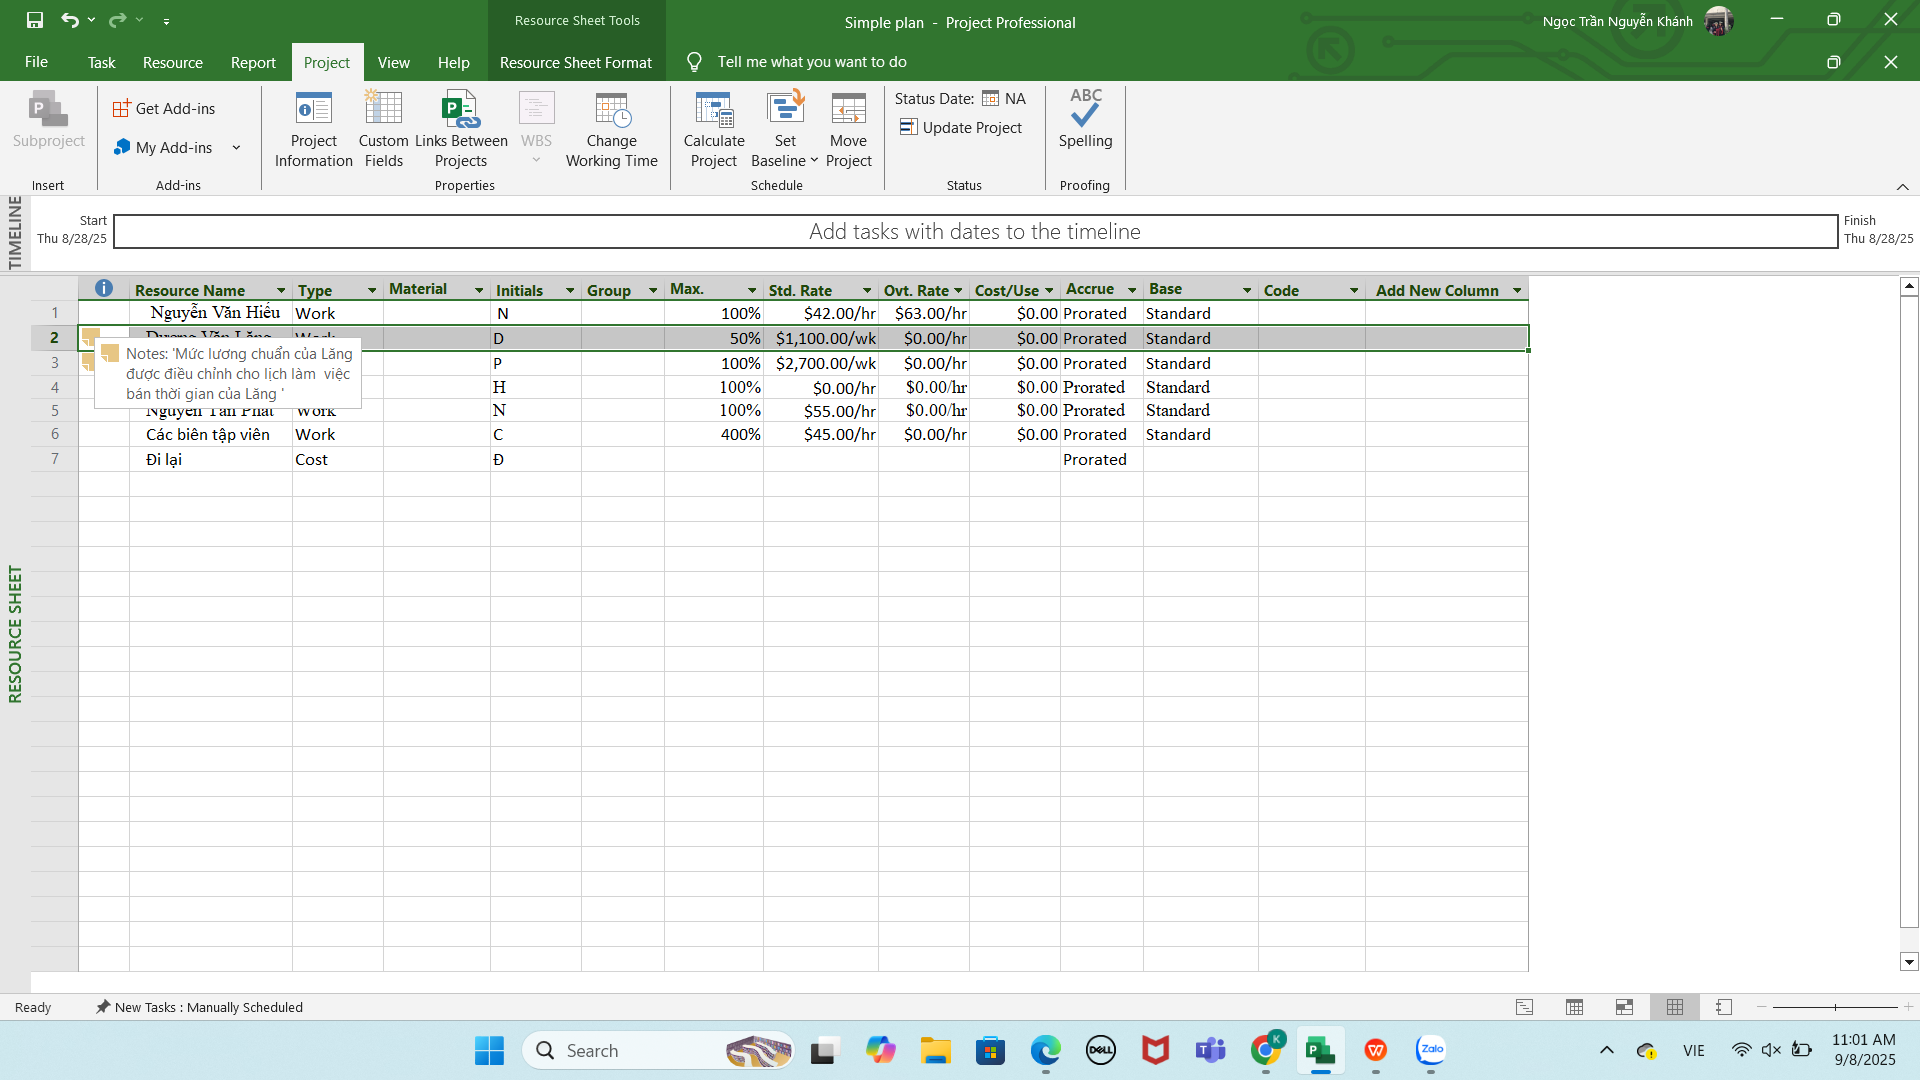 Resource Sheet Tools
Simple plan - Project Professional
Ngọc Trần Nguyễn Khánh
File Task Resource Report Project View Help Resource Sheet Format Tell me what you want to do
Subproject
Insert
Get Add-ins
My Add-ins
Add-ins
Project Information
Custom Fields
Links Between Projects
WBS
Change Working Time
Properties
Calculate Project
Set Baseline
Move Project
Schedule
Status Date: NA
Update Project
Status
ABC
Spelling
Proofing
TIMELINE
Start
Thu 8/28/25
Add tasks with dates to the timeline
Finish
Thu 8/28/25
RESOURCE SHEET
Resource Name Type Material Initials Group Max. Std. Rate Ovt. Rate Cost/Use Accrue Base Code Add New Column
1 Nguyễn Văn Hiếu Work N 100% $42.00/hr $63.00/hr $0.00 Prorated Standard
2 Dương Văn Lăng Work D 50% $1,100.00/wk $0.00/hr $0.00 Prorated Standard
3 P 100% $2,700.00/wk $0.00/hr $0.00 Prorated Standard
4 H 100% $0.00/hr $0.00/hr $0.00 Prorated Standard
5 Nguyễn Tấn Phát Work N 100% $55.00/hr $0.00/hr $0.00 Prorated Standard
6 Các biên tập viên Work C 400% $45.00/hr $0.00/hr $0.00 Prorated Standard
7 Đi lại Cost Đ Prorated
Notes: 'Mức lương chuẩn của Lăng
được điều chỉnh cho lịch làm việc
bán thời gian của Lăng '
Ready New Tasks : Manually Scheduled
Search
DELL
Zalo
K
VIE
11:01 AM
9/8/2025